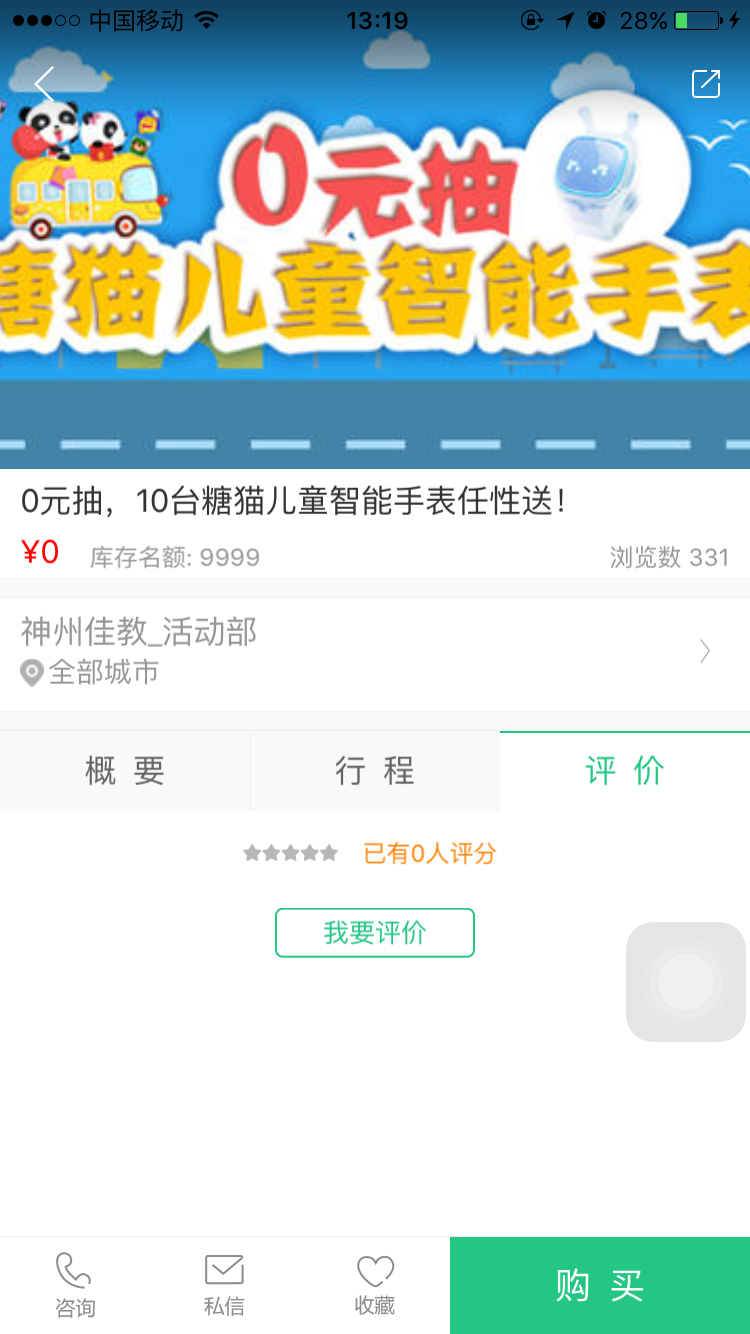 中国移动 13:19 28%
0元抽
糖猫儿童智能手表
0元抽，10台糖猫儿童智能手表任性送！
¥0 库存名额: 9999 浏览数 331
神州佳教_活动部
全部城市
概要 行程 评价
已有0人评分
我要评价
咨询 私信 收藏 购买